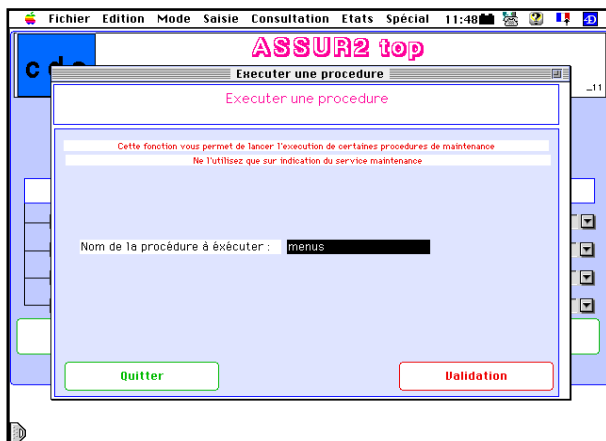 Fichier Edition Mode Saisie Consultation Etats Spécial 11:48
ASSUR2 top
Executer une procedure
_11
Executer une procedure
Cette fonction vous permet de lancer l'execution de certaines procedures de maintenance
Ne l'utilisez que sur indication du service maintenance
Nom de la procédure à éxécuter : menus
Quitter Validation